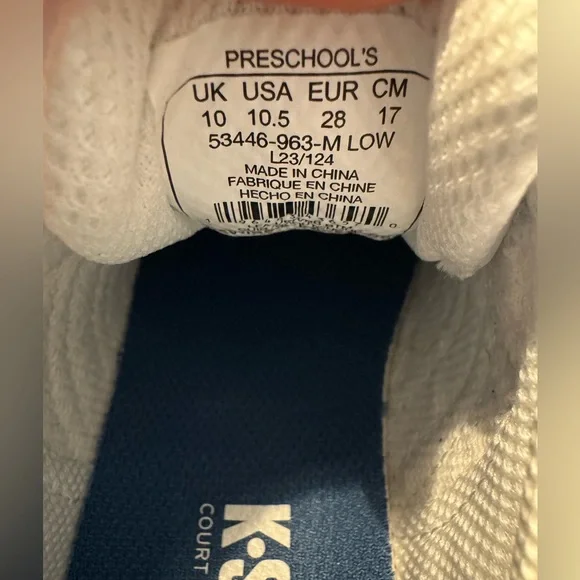 PRESCHOOL'S
UK USA EUR CM
10 10.5 28 17
53446-963-M LOW
L23/124
MADE IN CHINA
FABRIQUE EN CHINE
HECHO EN CHINA
K·S
COURT